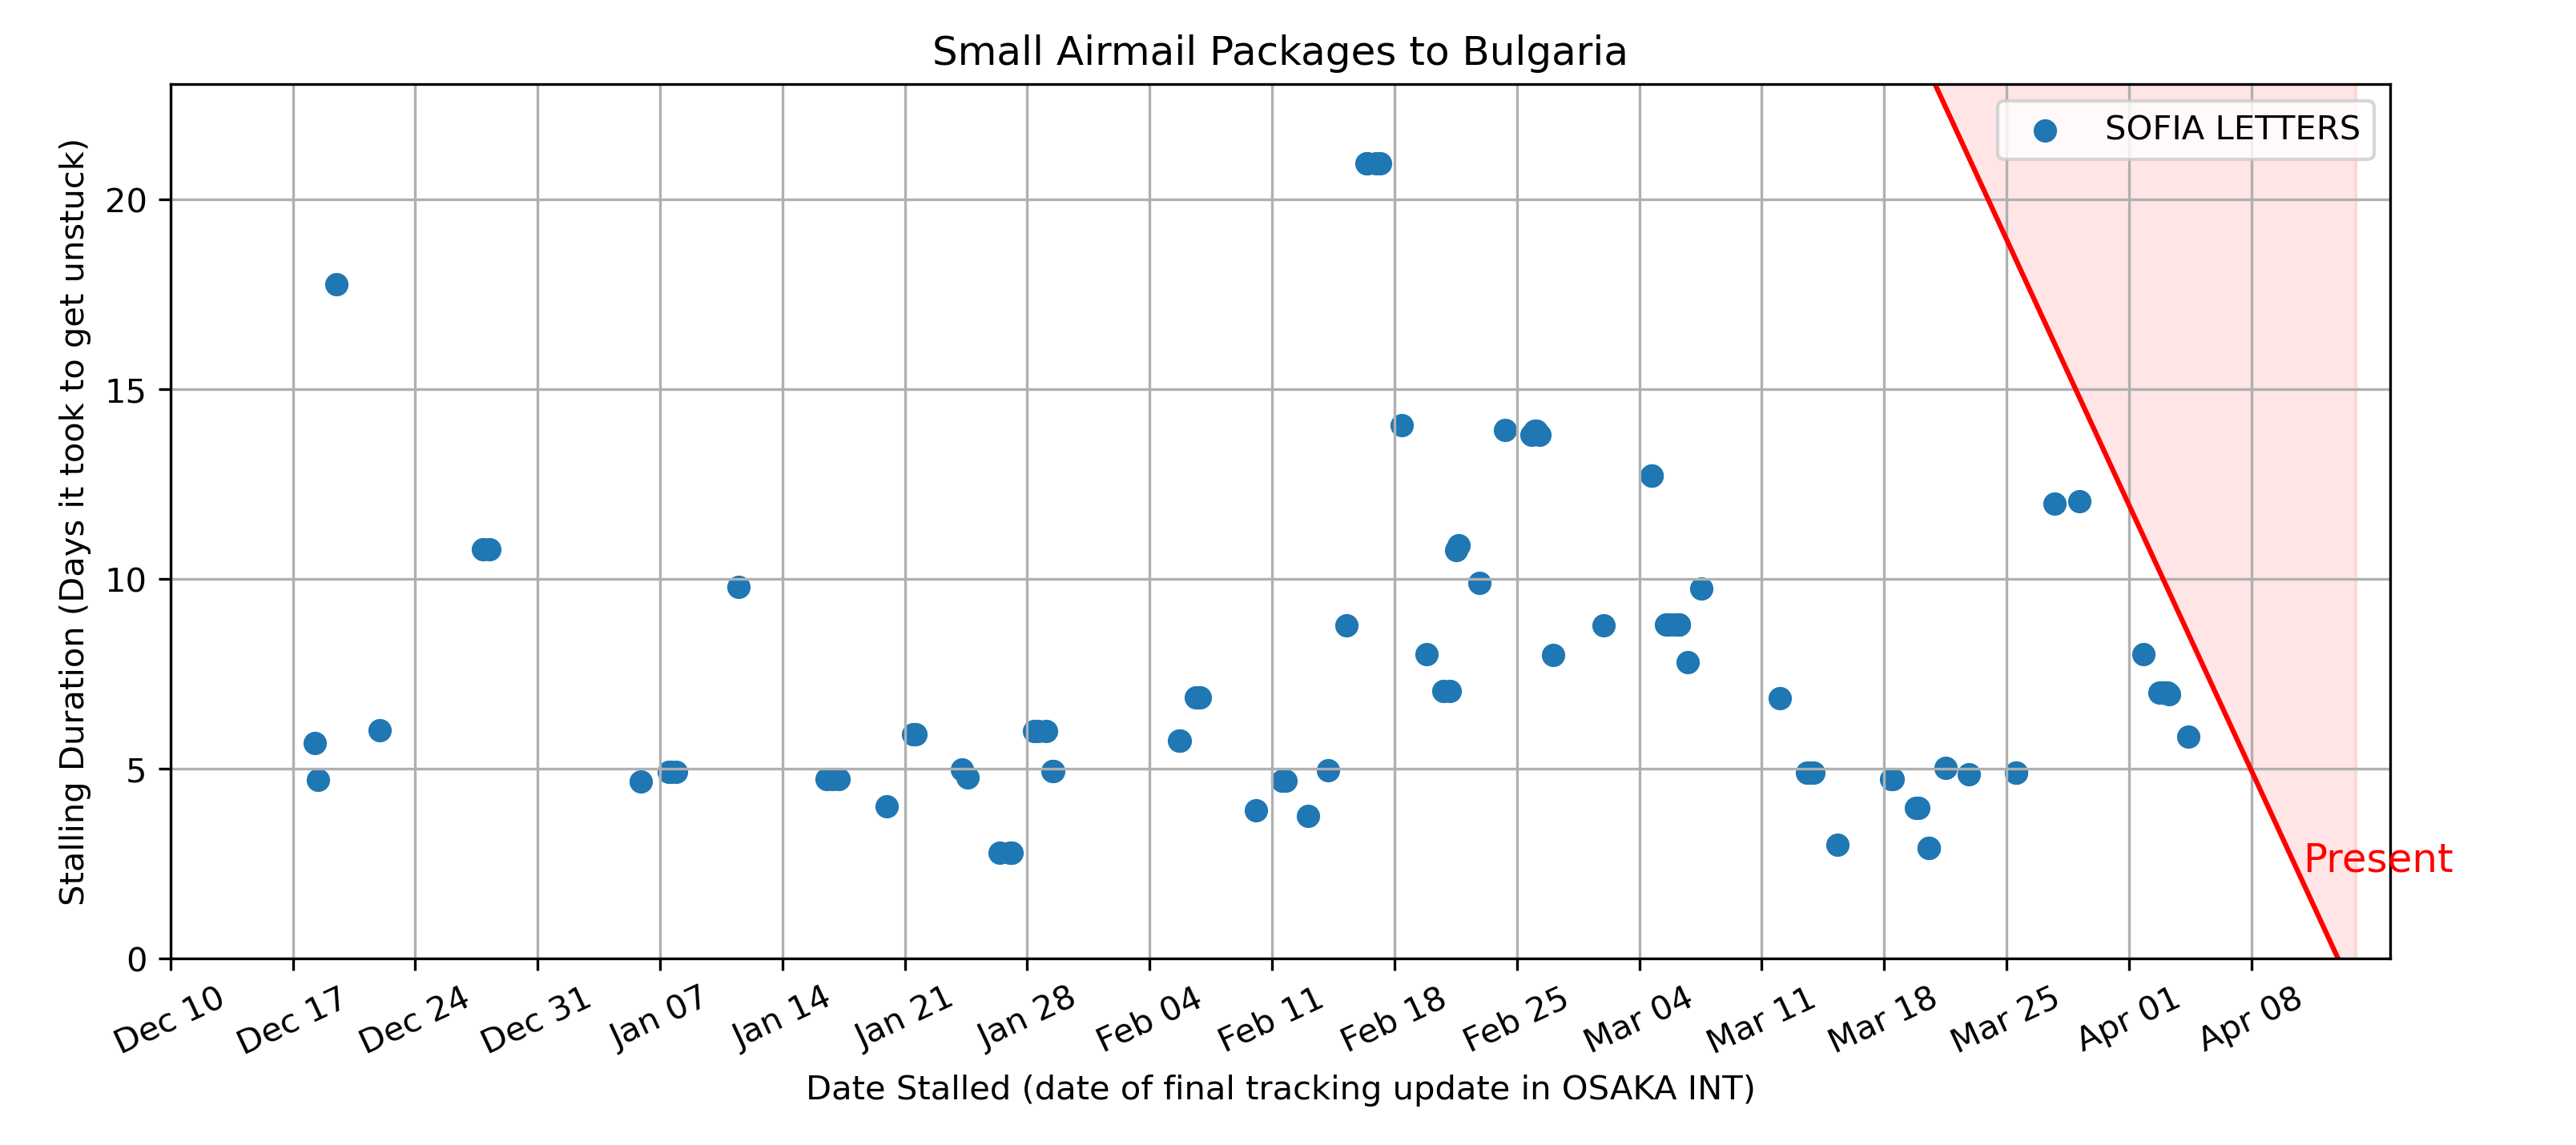 Small Airmail Packages to Bulgaria
SOFIA LETTERS
Stalling Duration (Days it took to get unstuck)
20
15
10
5
0
Present
Dec 10
Dec 17
Dec 24
Dec 31
Jan 07
Jan 14
Jan 21
Jan 28
Feb 04
Feb 11
Feb 18
Feb 25
Mar 04
Mar 11
Mar 18
Mar 25
Apr 01
Apr 08
Date Stalled (date of final tracking update in OSAKA INT)